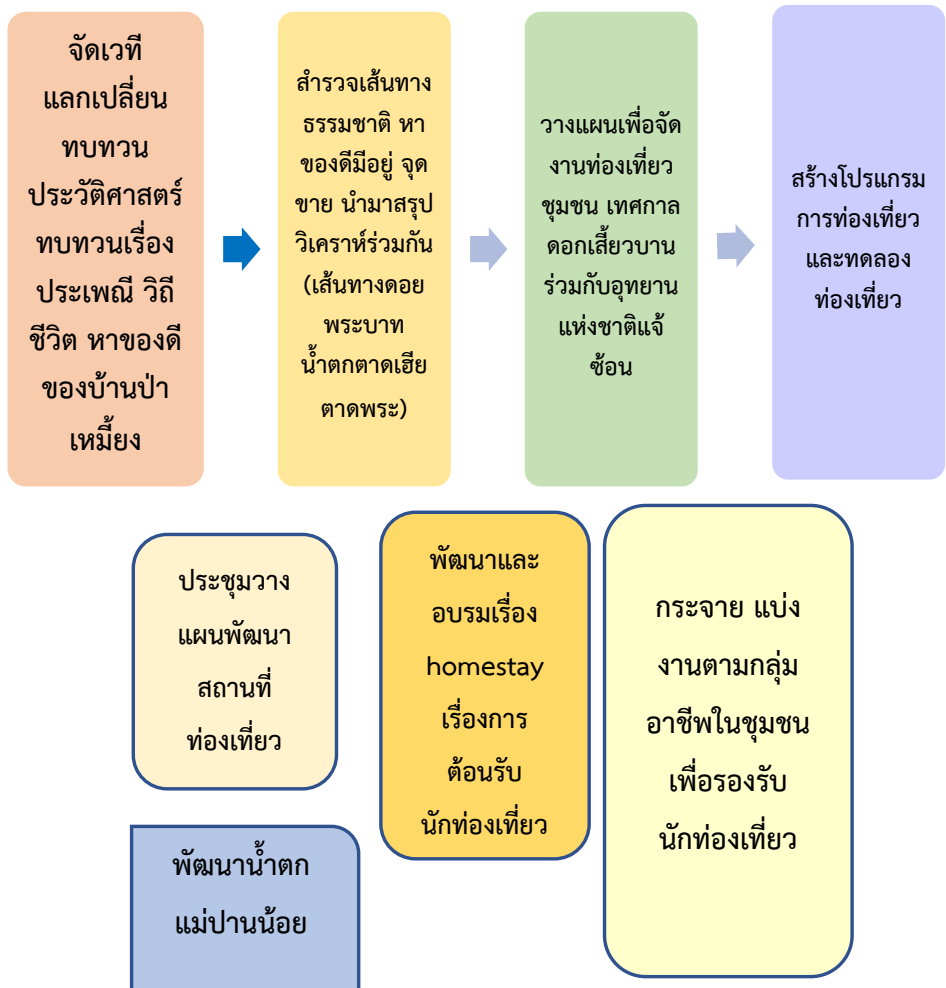 จัดเวที
แลกเปลี่ยน
ทบทวน
ประวัติศาสตร์
ทบทวนเรื่อง
ประเพณี วิถี
ชีวิต หาของดี
ของบ้านป่า
เหมี้ยง
สำรวจเส้นทาง
ธรรมชาติ หา
ของดีมีอยู่ จุด
ขาย นำมาสรุป
วิเคราห์ร่วมกัน
(เส้นทางดอย
พระบาท
น้ำตกตาดเฮีย
ตาดพระ)
วางแผนเพื่อจัด
งานท่องเที่ยว
ชุมชน เทศกาล
ดอกเสี้ยวบาน
ร่วมกับอุทยาน
แห่งชาติแจ้
ซ้อน
สร้างโปรแกรม
การท่องเที่ยว
และทดลอง
ท่องเที่ยว
ประชุมวาง
แผนพัฒนา
สถานที่
ท่องเที่ยว
พัฒนาและ
อบรมเรื่อง
homestay
เรื่องการ
ต้อนรับ
นักท่องเที่ยว
กระจาย แบ่ง
งานตามกลุ่ม
อาชีพในชุมชน
เพื่อรองรับ
นักท่องเที่ยว
พัฒนาน้ำตก
แม่ปานน้อย